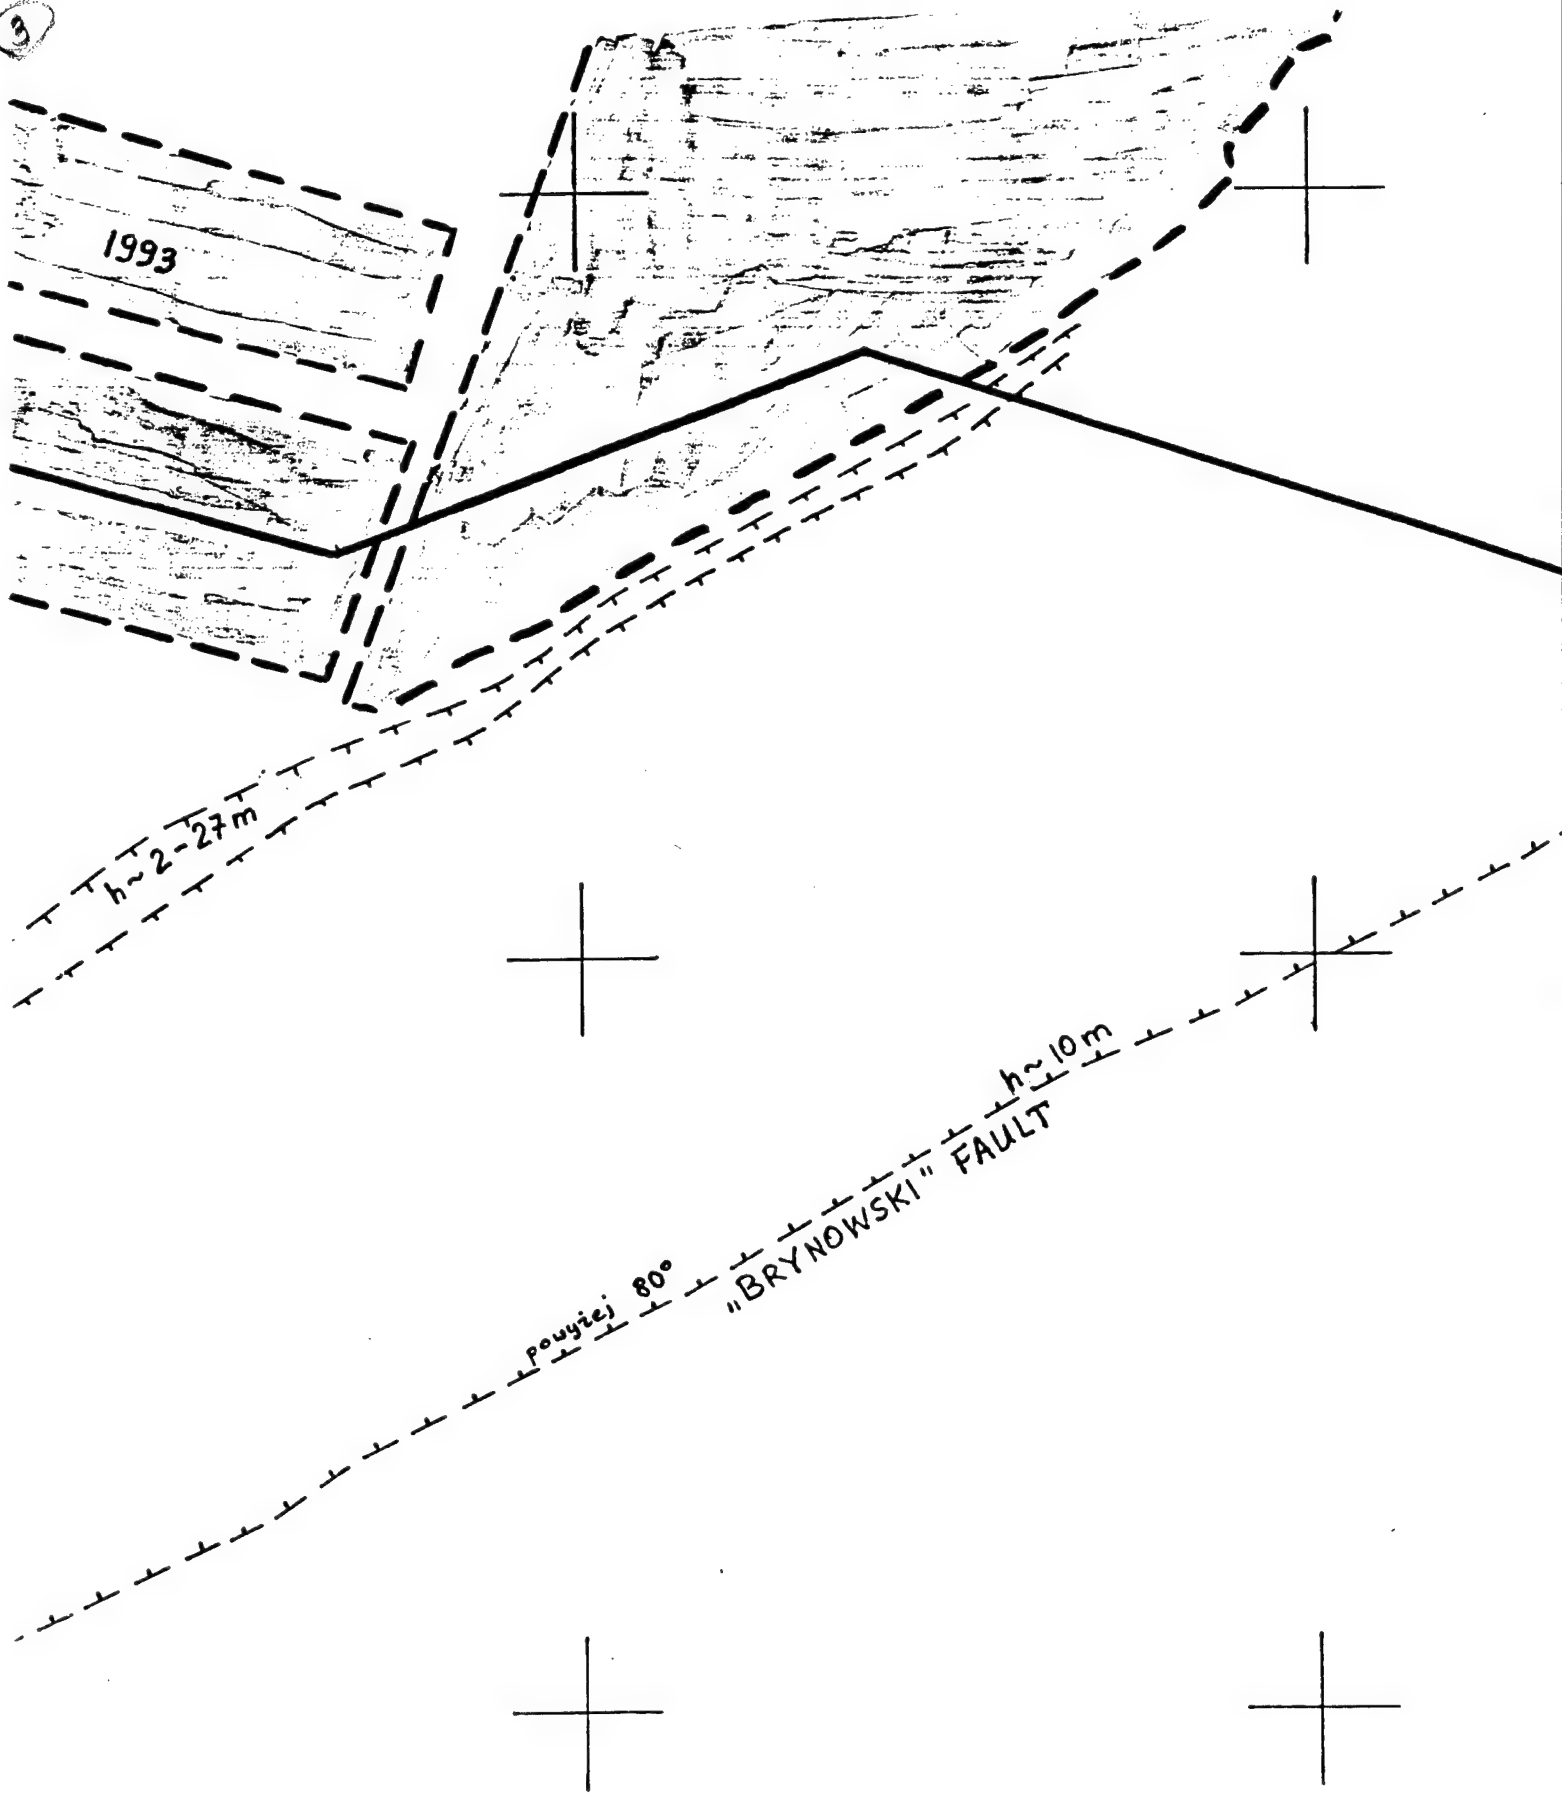 3
1993
h~2-27m
h~10m
„BRYNOWSKI" FAULT
powyżej 80°